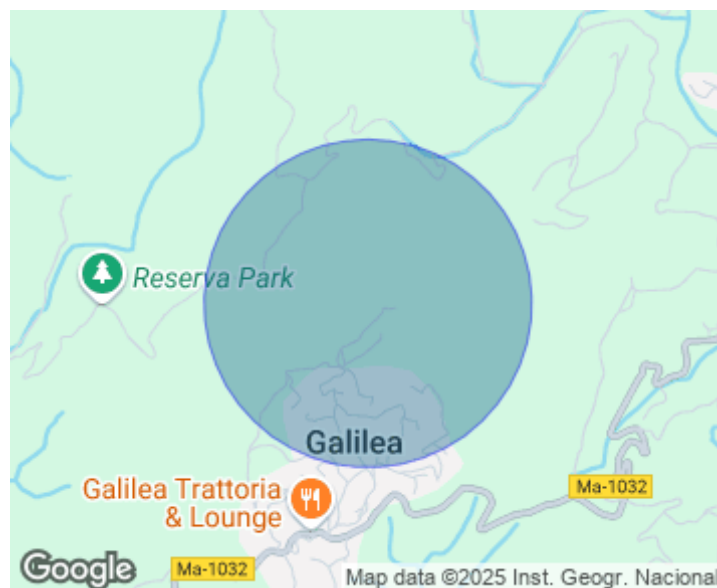 Reserva Park
Galilea
Galilea Trattoria
& Lounge
Ma-1032
Ma-1032
Google
Map data ©2025 Inst. Geogr. Nacional